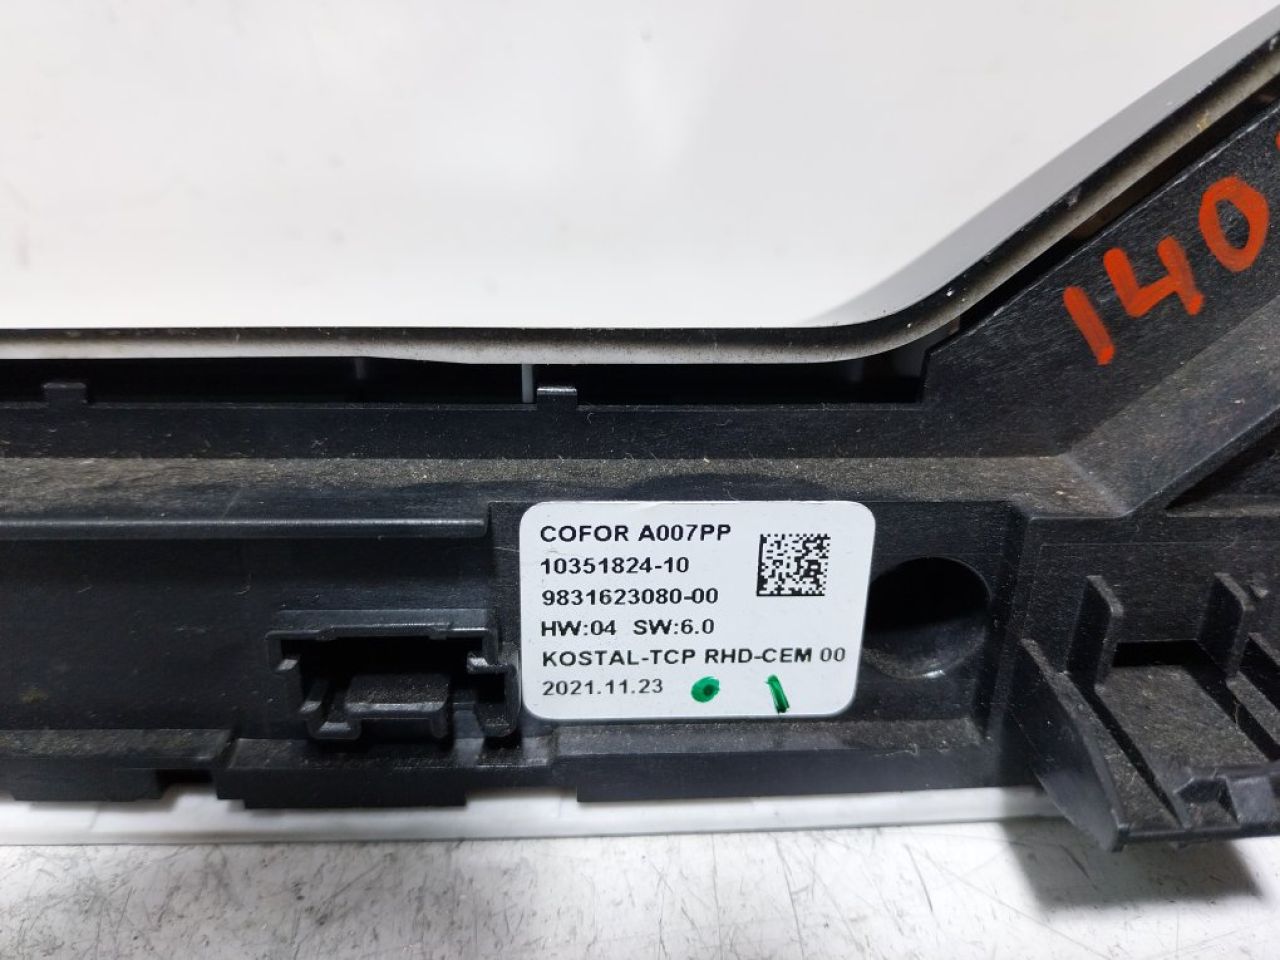 140
COFOR A007PP
10351824-10
9831623080-00
HW:04 SW:6.0
KOSTAL-TCP RHD-CEM 00
2021.11.23